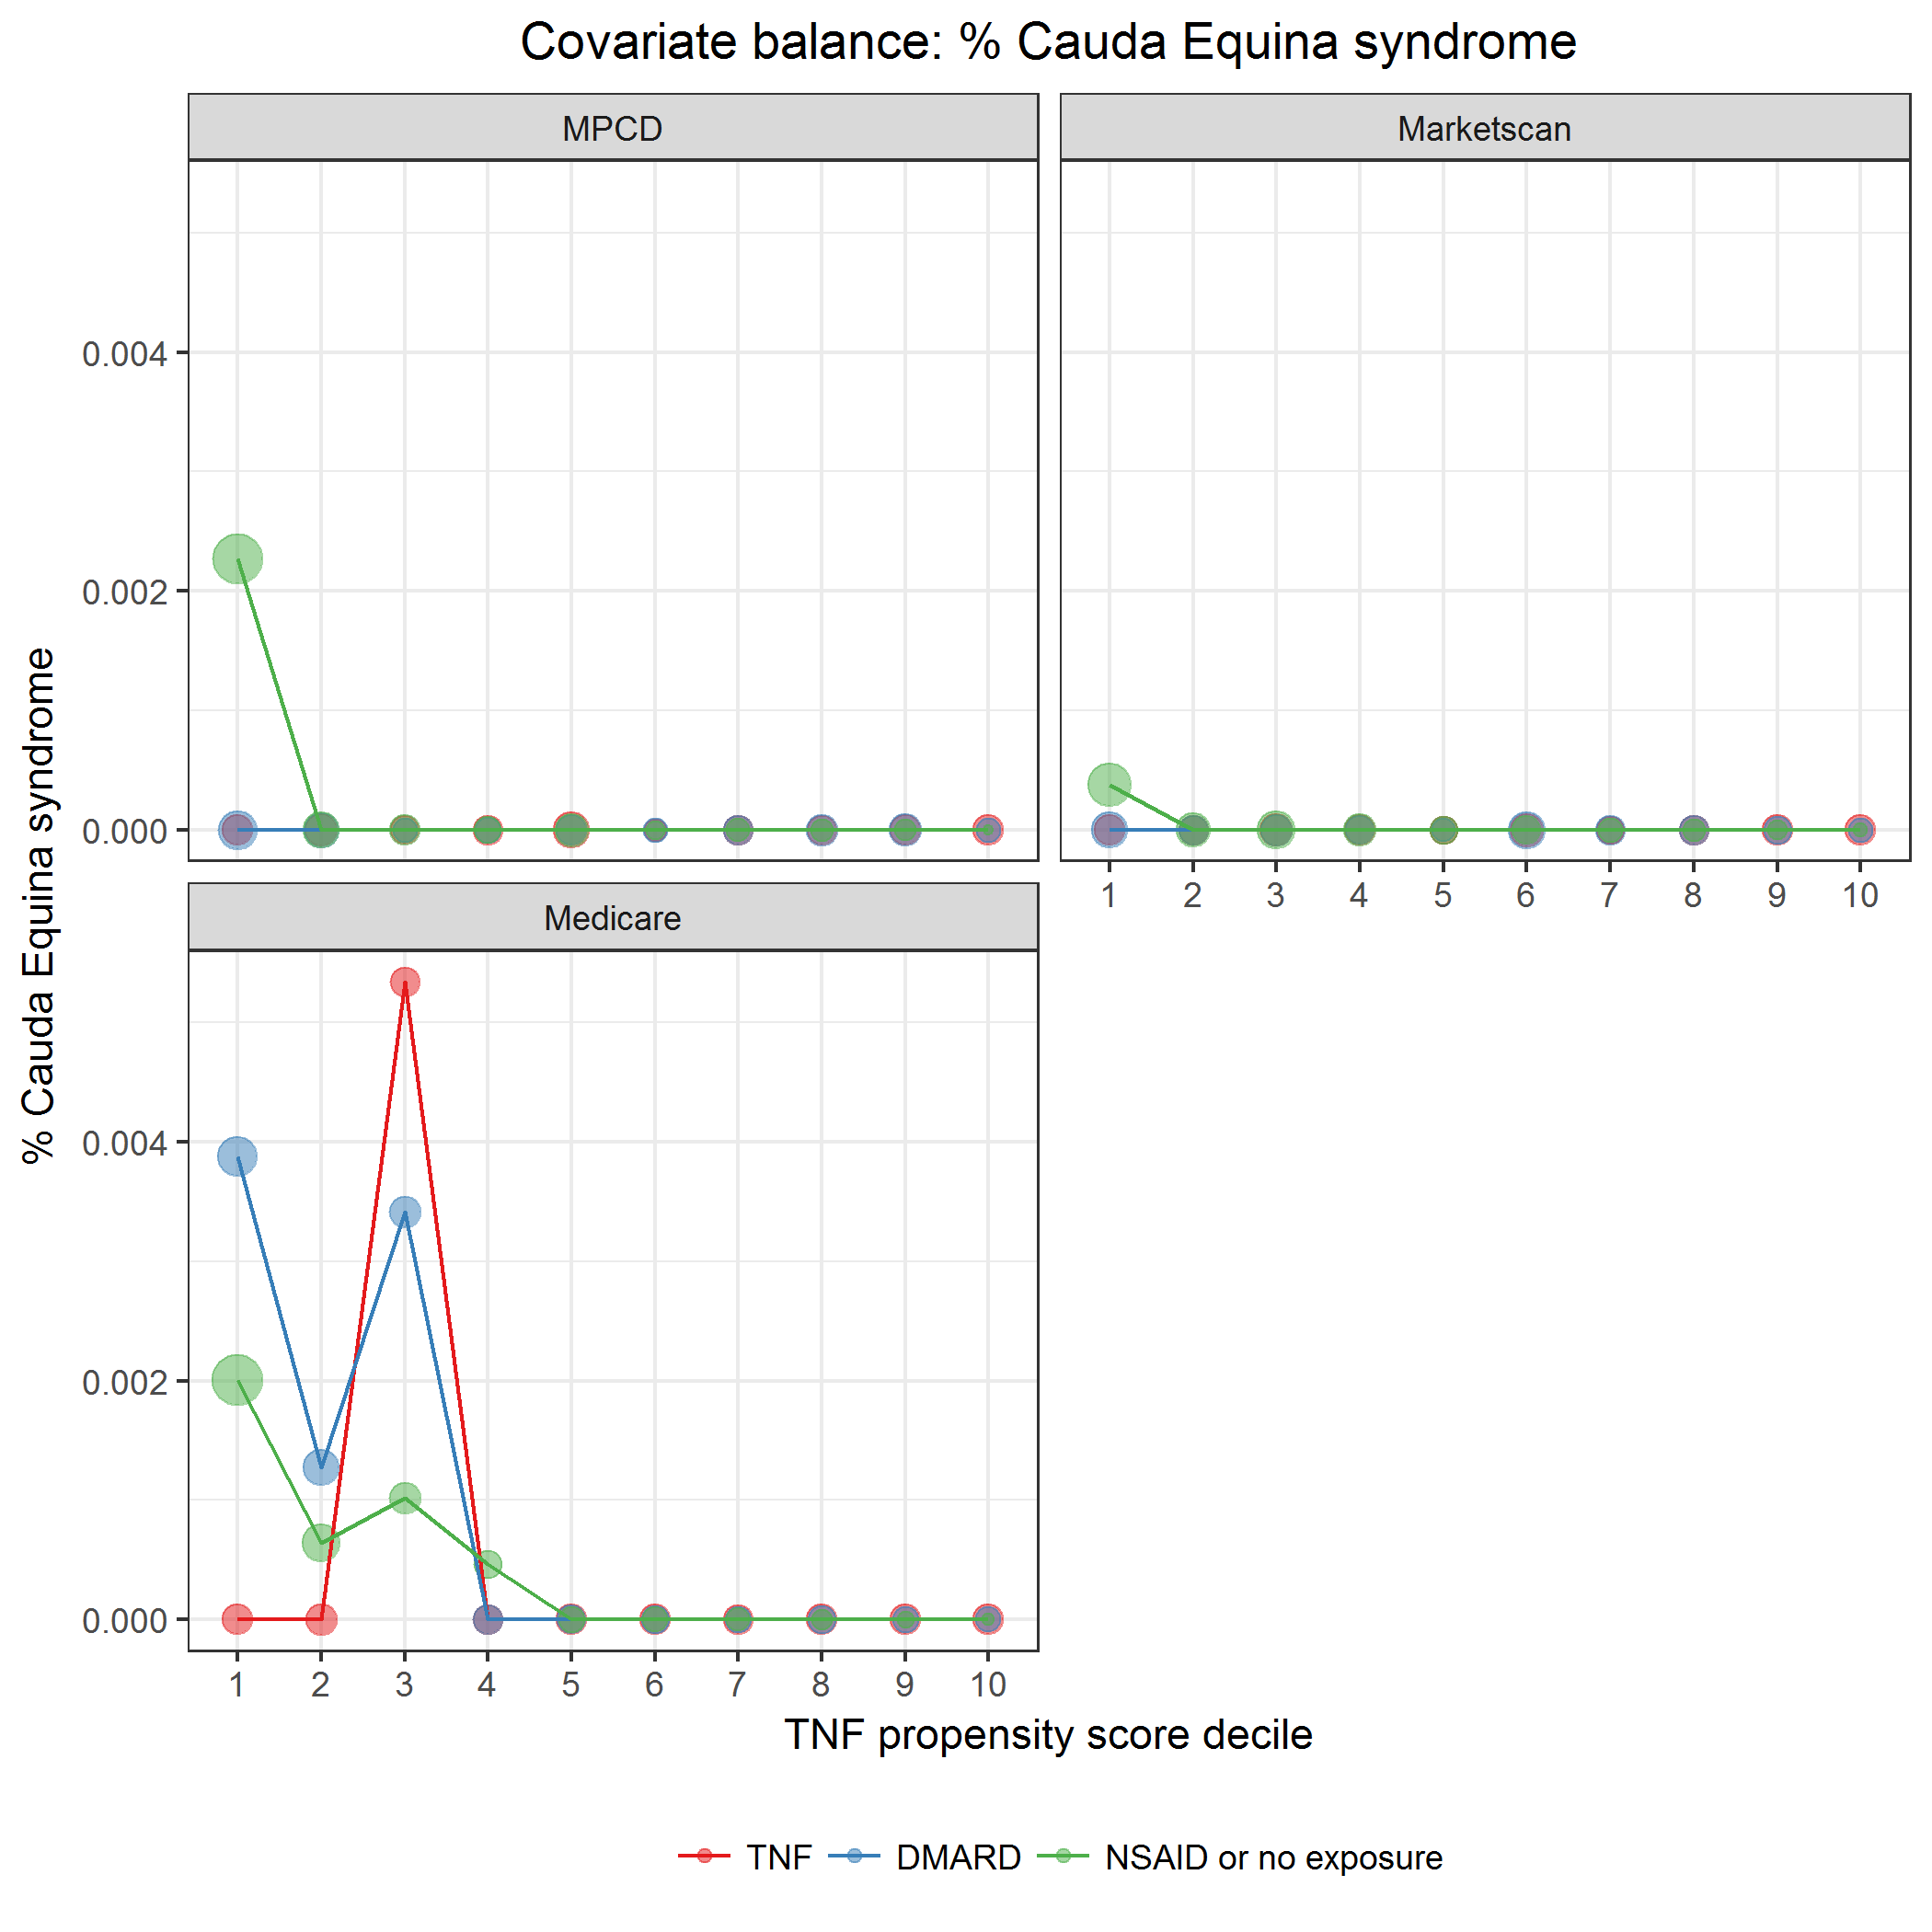 Covariate balance: % Cauda Equina syndrome
MPCD
Marketscan
0.004
0.002
0.000
1 2 3 4 5 6 7 8 9 10
Medicare
0.004
0.002
0.000
1 2 3 4 5 6 7 8 9 10
% Cauda Equina syndrome
TNF propensity score decile
TNF DMARD NSAID or no exposure